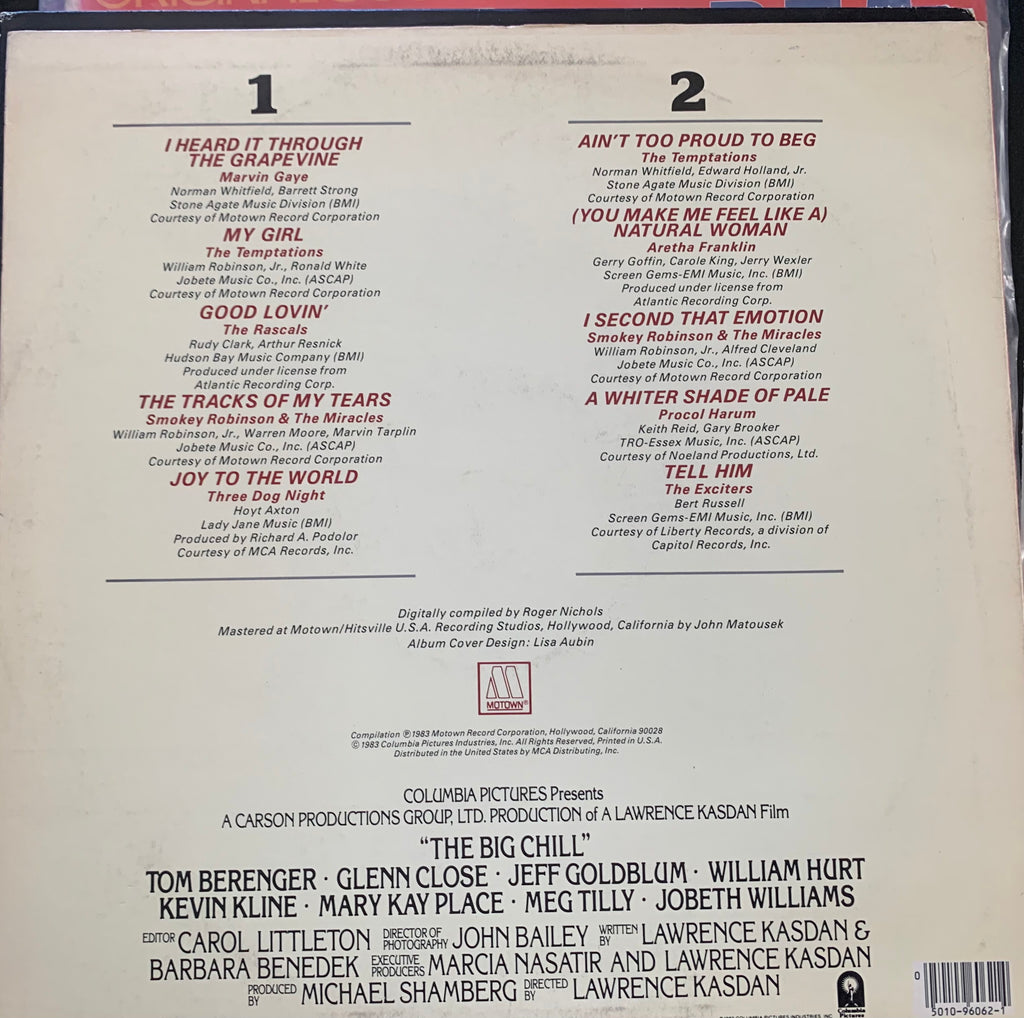 ORIGINAL
1
I HEARD IT THROUGH
THE GRAPEVINE
Marvin Gaye
Norman Whitfield, Barrett Strong
Stone Agate Music Division (BMI)
Courtesy of Motown Record Corporation
MY GIRL
The Temptations
William Robinson, Jr., Ronald White
Jobete Music Co., Inc. (ASCAP)
Courtesy of Motown Record Corporation
GOOD LOVIN'
The Rascals
Rudy Clark, Arthur Resnick
Hudson Bay Music Company (BMI)
Produced under license from
Atlantic Recording Corp.
THE TRACKS OF MY TEARS
Smokey Robinson & The Miracles
William Robinson, Jr., Warren Moore, Marvin Tarplin
Jobete Music Co., Inc. (ASCAP)
Courtesy of Motown Record Corporation
JOY TO THE WORLD
Three Dog Night
Hoyt Axton
Lady Jane Music (BMI)
Produced by Richard A. Podolor
Courtesy of MCA Records, Inc.
2
AIN'T TOO PROUD TO BEG
The Temptations
Norman Whitfield, Edward Holland, Jr.
Stone Agate Music Division (BMI)
Courtesy of Motown Record Corporation
(YOU MAKE ME FEEL LIKE A)
NATURAL WOMAN
Aretha Franklin
Gerry Goffin, Carole King, Jerry Wexler
Screen Gems-EMI Music, Inc. (BMI)
Produced under license from
Atlantic Recording Corp.
I SECOND THAT EMOTION
Smokey Robinson & The Miracles
William Robinson, Jr., Alfred Cleveland
Jobete Music Co., Inc. (ASCAP)
Courtesy of Motown Record Corporation
A WHITER SHADE OF PALE
Procol Harum
Keith Reid, Gary Brooker
TRO-Essex Music, Inc. (ASCAP)
Courtesy of Noeland Productions, Ltd.
TELL HIM
The Exciters
Bert Russell
Screen Gems-EMI Music, Inc. (BMI)
Courtesy of Liberty Records, a division of
Capitol Records, Inc.
Digitally compiled by Roger Nichols
Mastered at Motown/Hitsville U.S.A. Recording Studios, Hollywood, California by John Matousek
Album Cover Design: Lisa Aubin
MOTOWN®
Compilation ℗ 1983 Motown Record Corporation, Hollywood, California 90028
© 1983 Columbia Pictures Industries, Inc. All Rights Reserved, Printed in U.S.A.
Distributed in the United States by MCA Distributing, Inc.
COLUMBIA PICTURES Presents
A CARSON PRODUCTIONS GROUP, LTD. PRODUCTION of A LAWRENCE KASDAN Film
"THE BIG CHILL"
TOM BERENGER · GLENN CLOSE · JEFF GOLDBLUM · WILLIAM HURT
KEVIN KLINE · MARY KAY PLACE · MEG TILLY · JOBETH WILLIAMS
EDITOR CAROL LITTLETON DIRECTOR OF PHOTOGRAPHY JOHN BAILEY WRITTEN BY LAWRENCE KASDAN &
BARBARA BENEDEK EXECUTIVE PRODUCERS MARCIA NASATIR AND LAWRENCE KASDAN
PRODUCED BY MICHAEL SHAMBERG DIRECTED BY LAWRENCE KASDAN
Columbia
Pictures
COLUMBIA PICTURES INDUSTRIES, INC.
0
5010-96062-1